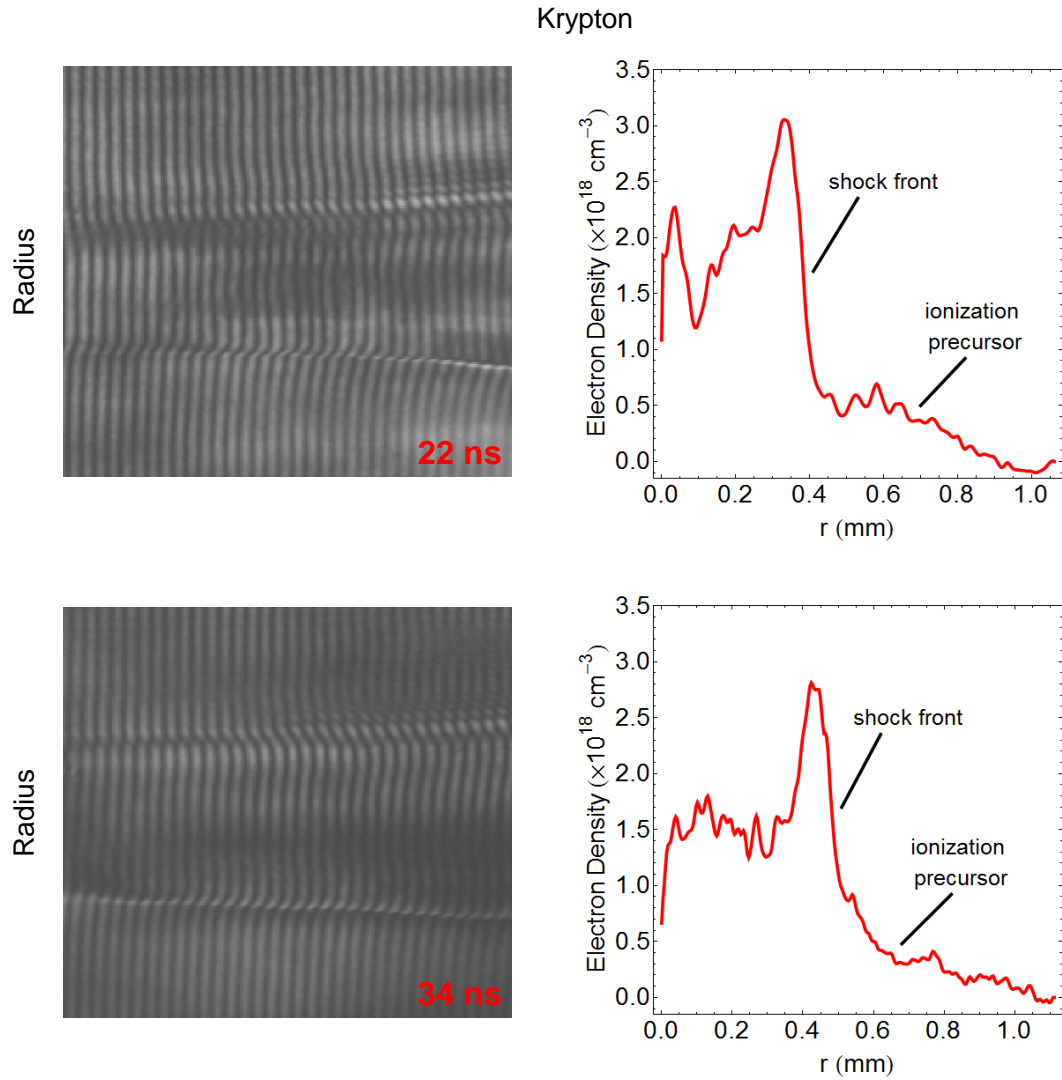 Krypton
Radius
22 ns
Electron Density (×10^18 cm^−3)
3.5
3.0
2.5
2.0
1.5
1.0
0.5
0.0
shock front
ionization
precursor
0.0 0.2 0.4 0.6 0.8 1.0
r (mm)
Radius
34 ns
Electron Density (×10^18 cm^−3)
3.5
3.0
2.5
2.0
1.5
1.0
0.5
0.0
shock front
ionization
precursor
0.0 0.2 0.4 0.6 0.8 1.0
r (mm)